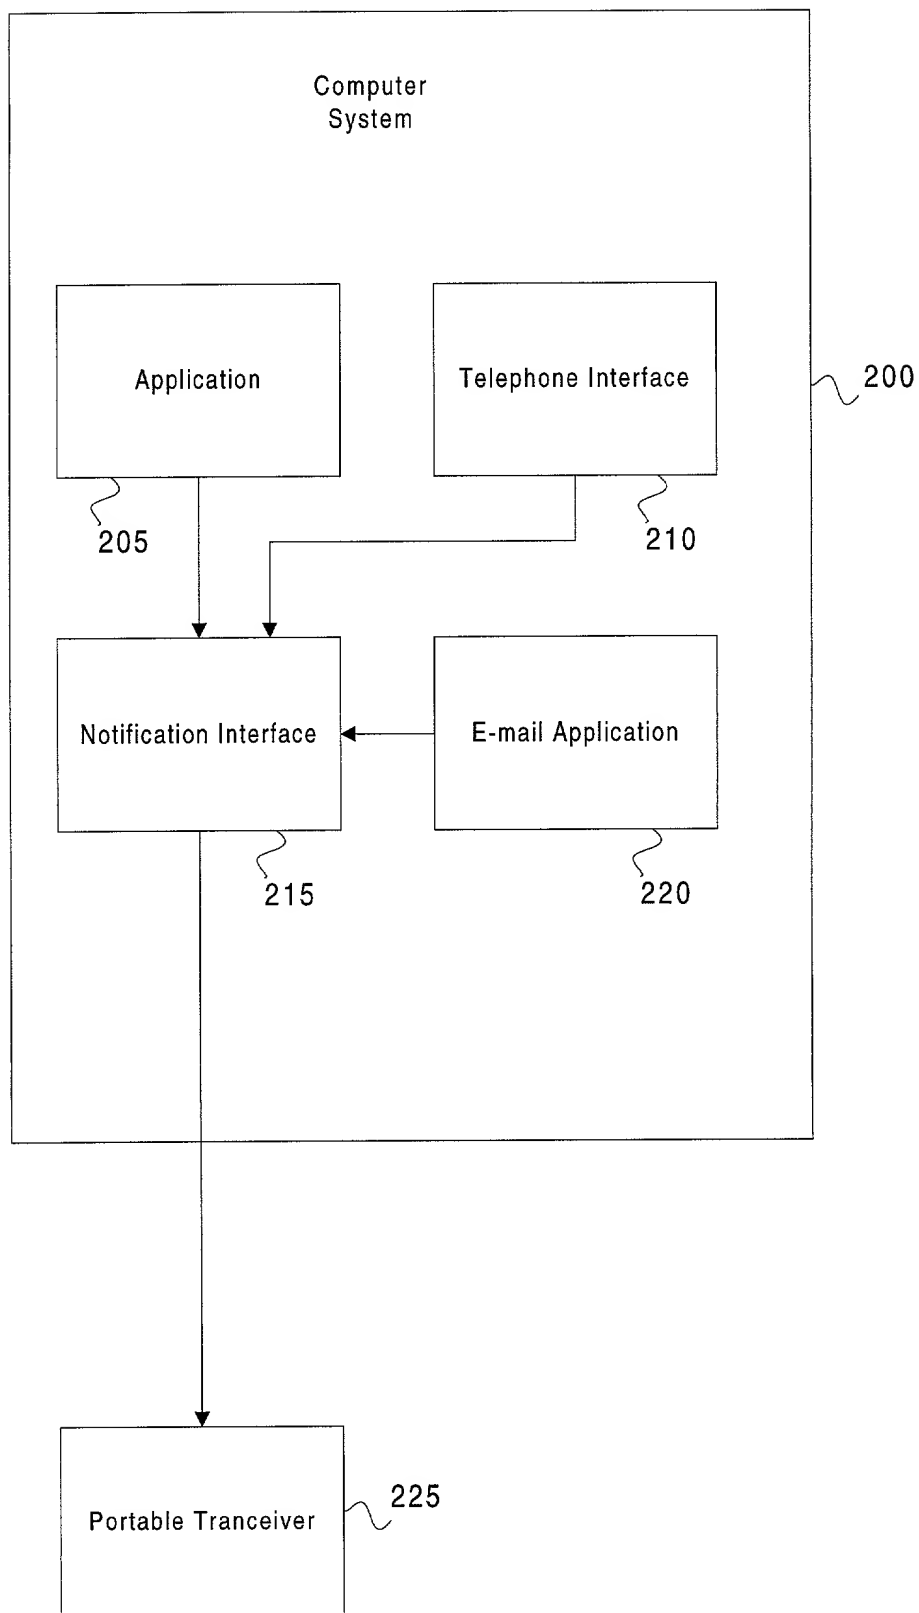 Computer
System
Application
Telephone Interface
200
205
210
Notification Interface
E-mail Application
215
220
Portable Tranceiver
225